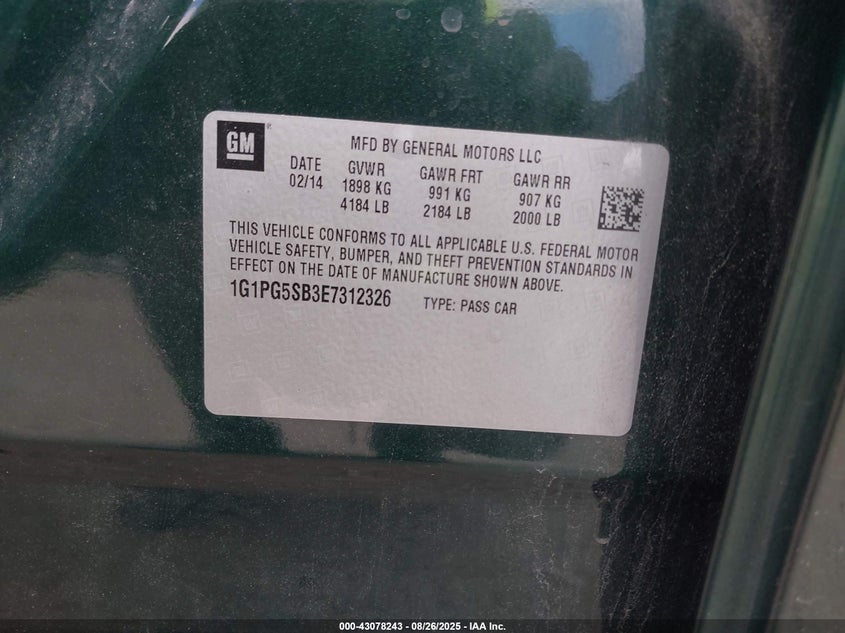 GM
MFD BY GENERAL MOTORS LLC
DATE GVWR GAWR FRT GAWR RR
02/14 1898 KG 991 KG 907 KG
4184 LB 2184 LB 2000 LB
THIS VEHICLE CONFORMS TO ALL APPLICABLE U.S. FEDERAL MOTOR
VEHICLE SAFETY, BUMPER, AND THEFT PREVENTION STANDARDS IN
EFFECT ON THE DATE OF MANUFACTURE SHOWN ABOVE.
1G1PG5SB3E7312326 TYPE: PASS CAR
000-43078243 - 08/26/2025 - IAA Inc.